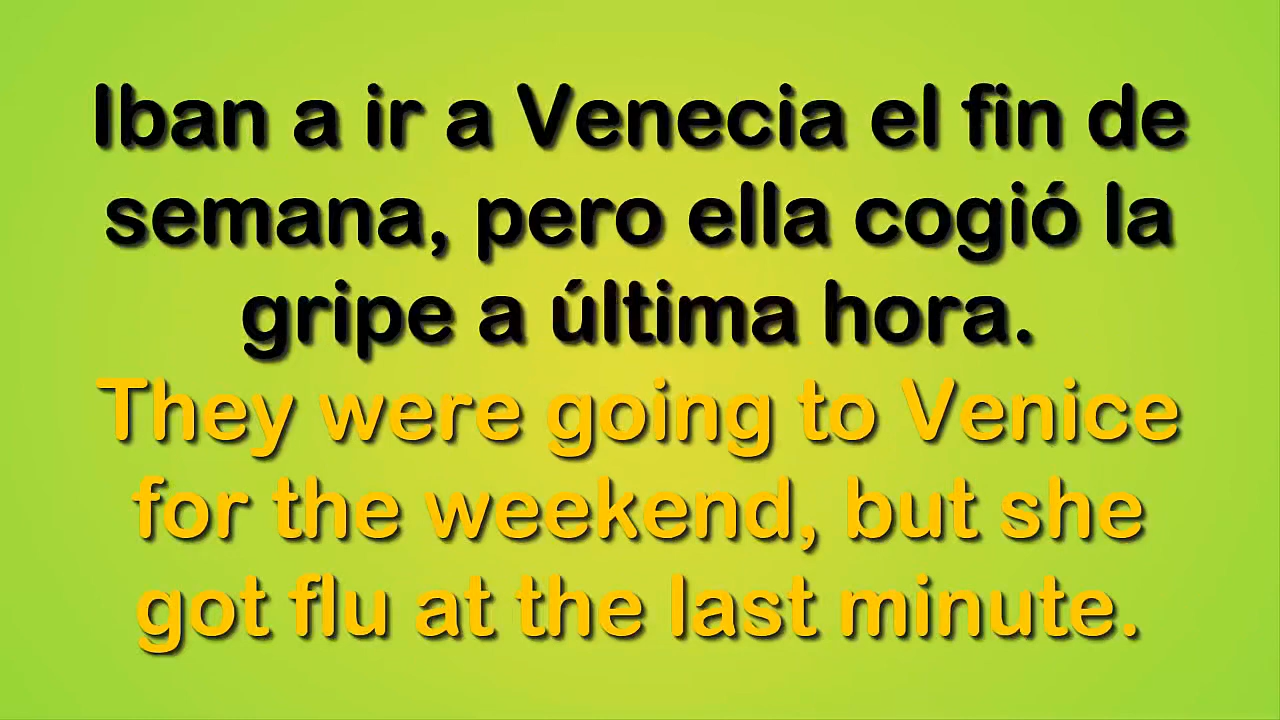 Iban a ir a Venecia el fin de
semana, pero ella cogió la
gripe a última hora.
They were going to Venice
for the weekend, but she
got flu at the last minute.